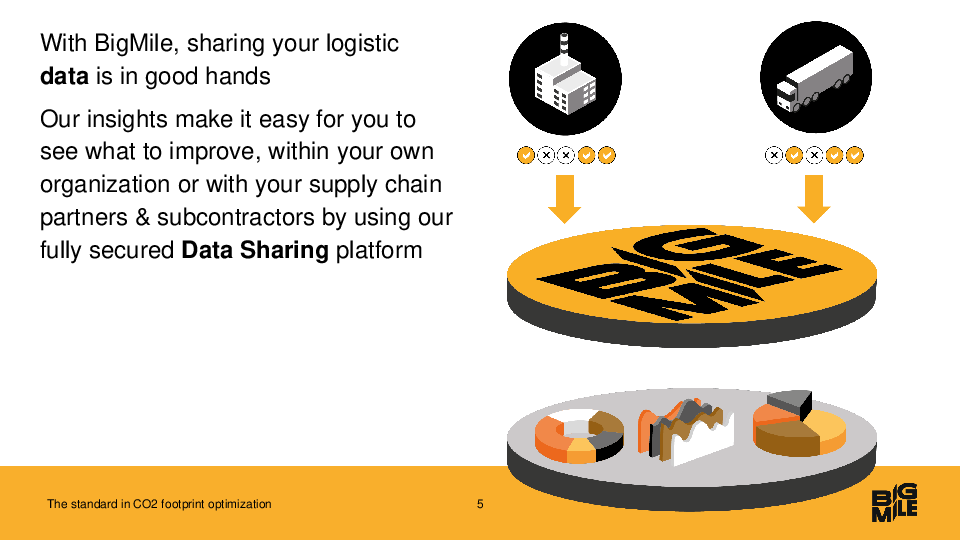 With BigMile, sharing your logistic
data is in good hands
Our insights make it easy for you to
see what to improve, within your own
organization or with your supply chain
partners & subcontractors by using our
fully secured Data Sharing platform
BIG
MILE
The standard in CO2 footprint optimization
5
BIG
MILE